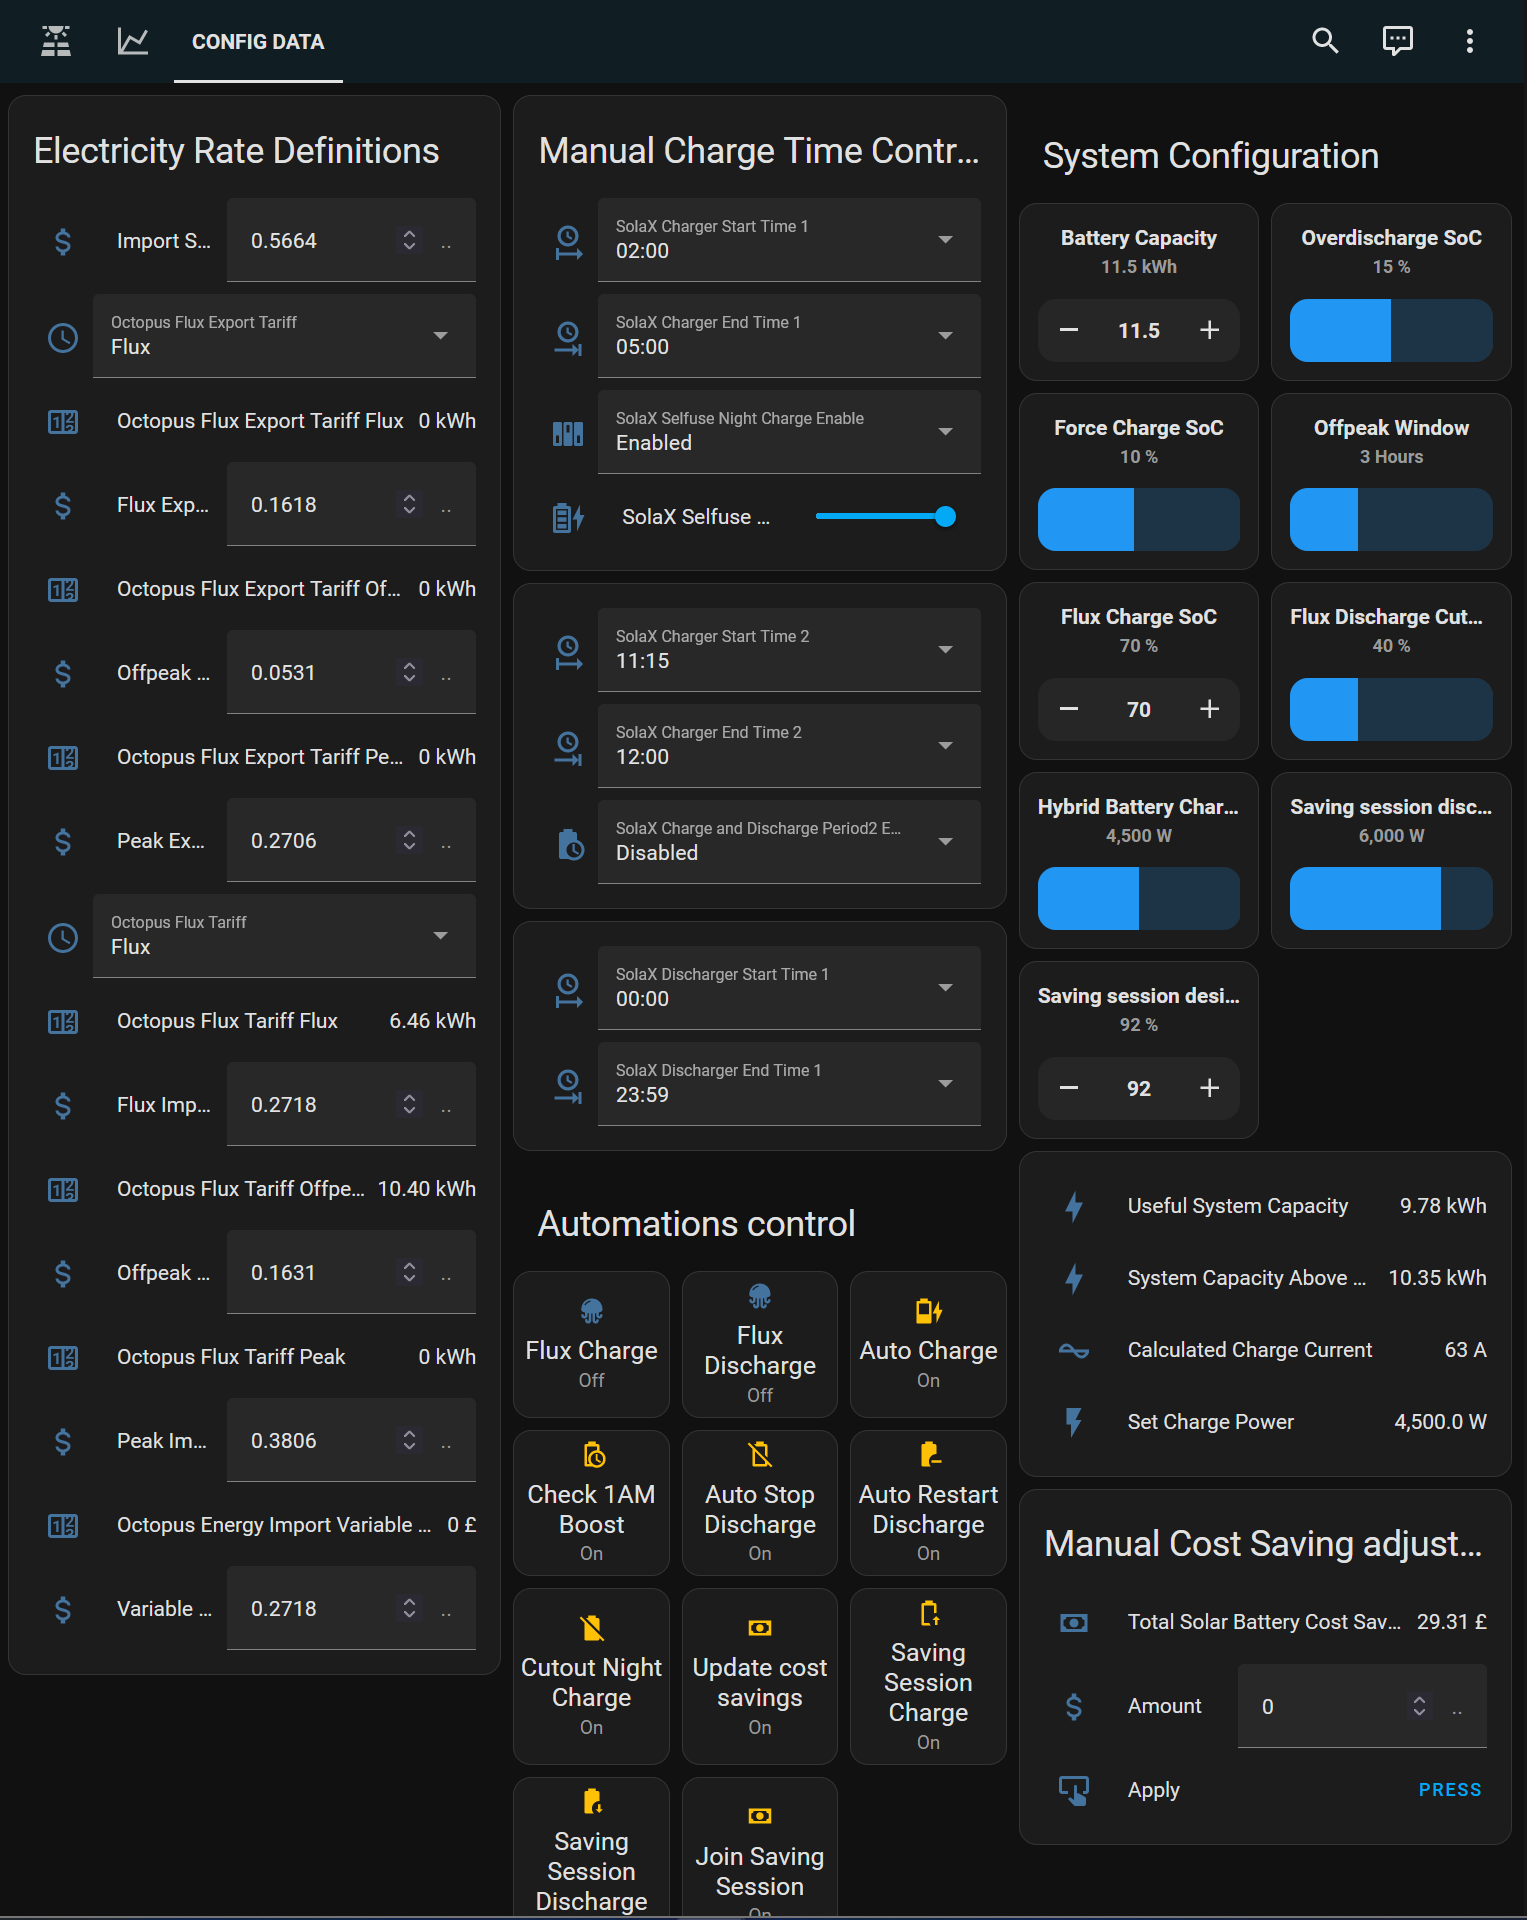 CONFIG DATA
Electricity Rate Definitions
Import S...
0.5664
..
Octopus Flux Export Tariff
Flux
Octopus Flux Export Tariff Flux
0 kWh
Flux Exp...
0.1618
..
Octopus Flux Export Tariff Of...
0 kWh
Offpeak ...
0.0531
..
Octopus Flux Export Tariff Pe...
0 kWh
Peak Ex...
0.2706
..
Octopus Flux Tariff
Flux
Octopus Flux Tariff Flux
6.46 kWh
Flux Imp...
0.2718
..
Octopus Flux Tariff Offpe...
10.40 kWh
Offpeak ...
0.1631
..
Octopus Flux Tariff Peak
0 kWh
Peak Im...
0.3806
..
Octopus Energy Import Variable ...
0 £
Variable ...
0.2718
..
Manual Charge Time Contr...
SolaX Charger Start Time 1
02:00
SolaX Charger End Time 1
05:00
SolaX Selfuse Night Charge Enable
Enabled
SolaX Selfuse ...
SolaX Charger Start Time 2
11:15
SolaX Charger End Time 2
12:00
SolaX Charge and Discharge Period2 E...
Disabled
SolaX Discharger Start Time 1
00:00
SolaX Discharger End Time 1
23:59
Automations control
Flux Charge
Off
Flux
Discharge
Off
Auto Charge
On
Check 1AM
Boost
On
Auto Stop
Discharge
On
Auto Restart
Discharge
On
Cutout Night
Charge
On
Update cost
savings
On
Saving
Session
Charge
On
Saving
Session
Discharge
Join Saving
Session
On
System Configuration
Battery Capacity
11.5 kWh
− 11.5 +
Overdischarge SoC
15 %
Force Charge SoC
10 %
Offpeak Window
3 Hours
Flux Charge SoC
70 %
− 70 +
Flux Discharge Cut...
40 %
Hybrid Battery Char...
4,500 W
Saving session disc...
6,000 W
Saving session desi...
92 %
− 92 +
Useful System Capacity
9.78 kWh
System Capacity Above ...
10.35 kWh
Calculated Charge Current
63 A
Set Charge Power
4,500.0 W
Manual Cost Saving adjust...
Total Solar Battery Cost Sav...
29.31 £
Amount
0
..
Apply
PRESS